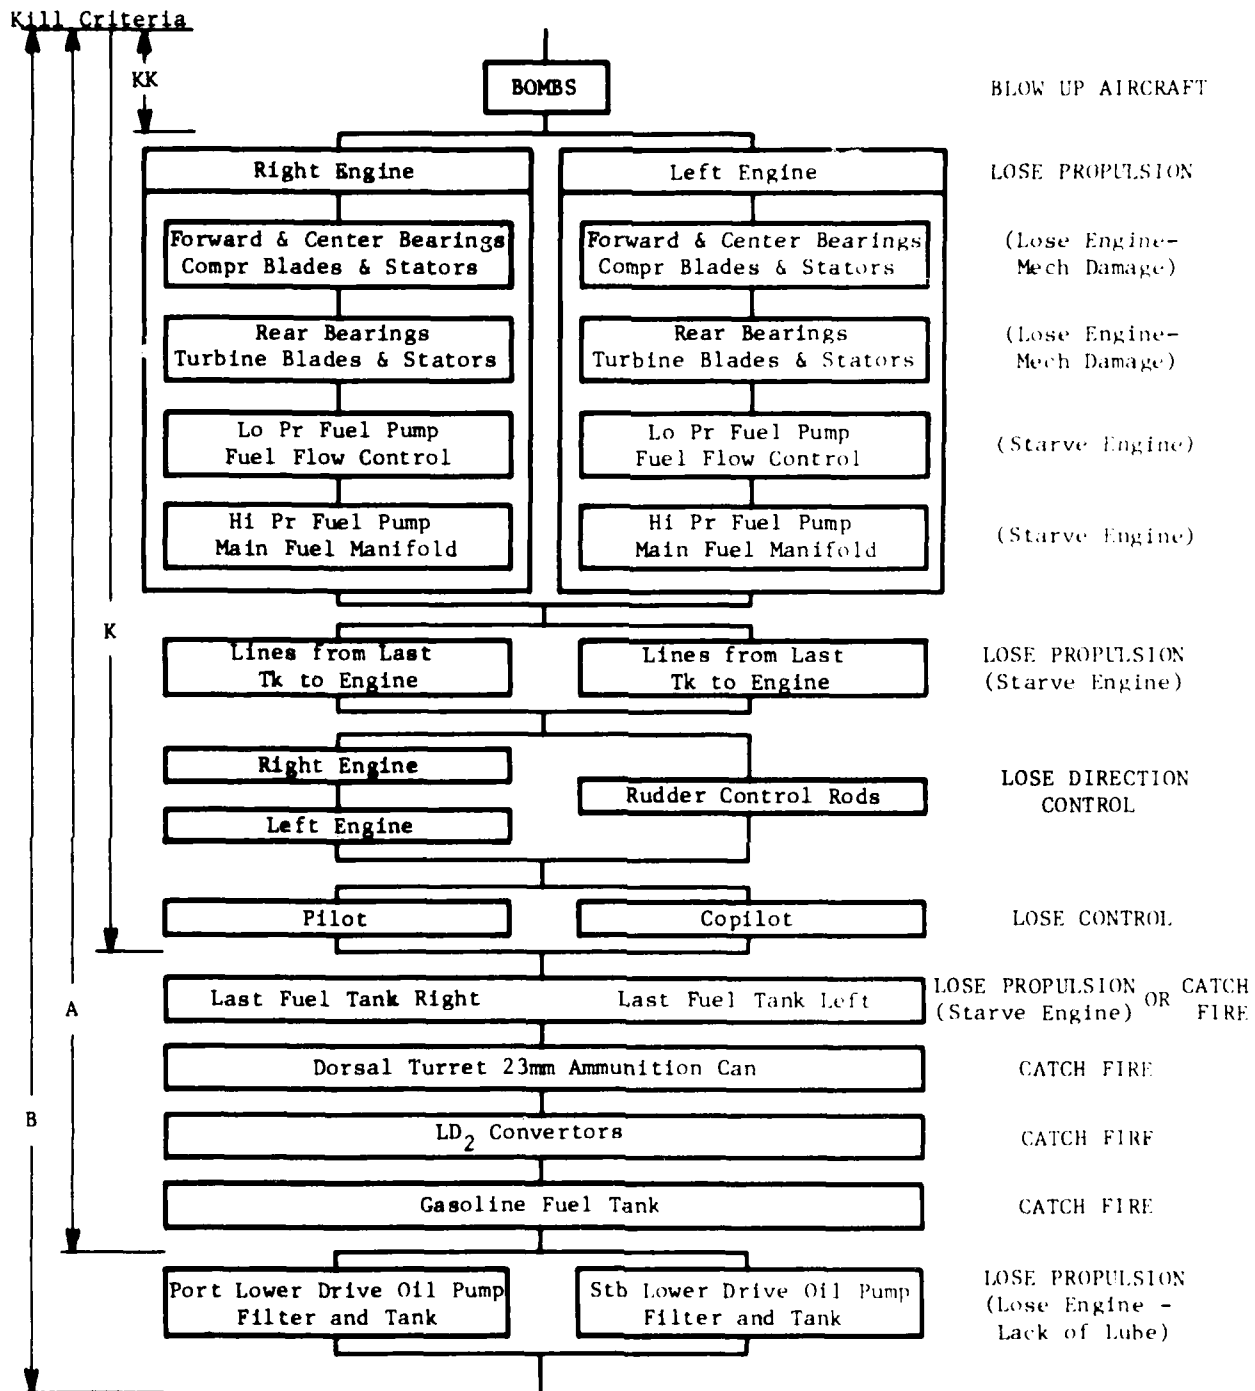 Kill Criteria
KK
BOMBS
BLOW UP AIRCRAFT
Right Engine
Left Engine
LOSE PROPULSION
Forward & Center Bearings
Compr Blades & Stators
Forward & Center Bearings
Compr Blades & Stators
(Lose Engine-
Mech Damage)
Rear Bearings
Turbine Blades & Stators
Rear Bearings
Turbine Blades & Stators
(Lose Engine-
Mech Damage)
Lo Pr Fuel Pump
Fuel Flow Control
Lo Pr Fuel Pump
Fuel Flow Control
(Starve Engine)
Hi Pr Fuel Pump
Main Fuel Manifold
Hi Pr Fuel Pump
Main Fuel Manifold
(Starve Engine)
K
Lines from Last
Tk to Engine
Lines from Last
Tk to Engine
LOSE PROPULSION
(Starve Engine)
Right Engine
Left Engine
Rudder Control Rods
LOSE DIRECTION
CONTROL
Pilot
Copilot
LOSE CONTROL
A
Last Fuel Tank Right
Last Fuel Tank Left
LOSE PROPULSION OR CATCH
(Starve Engine) FIRE
Dorsal Turret 23mm Ammunition Can
CATCH FIRE
B
LD2 Convertors
CATCH FIRE
Gasoline Fuel Tank
CATCH FIRE
Port Lower Drive Oil Pump
Filter and Tank
Stb Lower Drive Oil Pump
Filter and Tank
LOSE PROPULSION
(Lose Engine -
Lack of Lube)